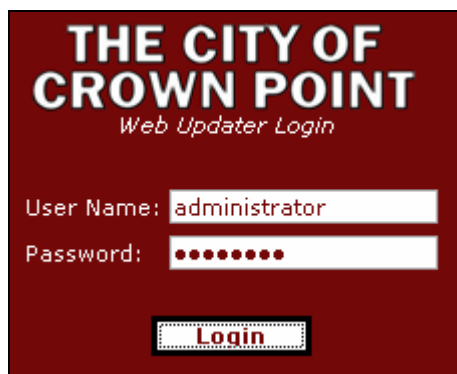 THE CITY OF
CROWN POINT
Web Updater Login
User Name: administrator
Password: ●●●●●●●●
Login